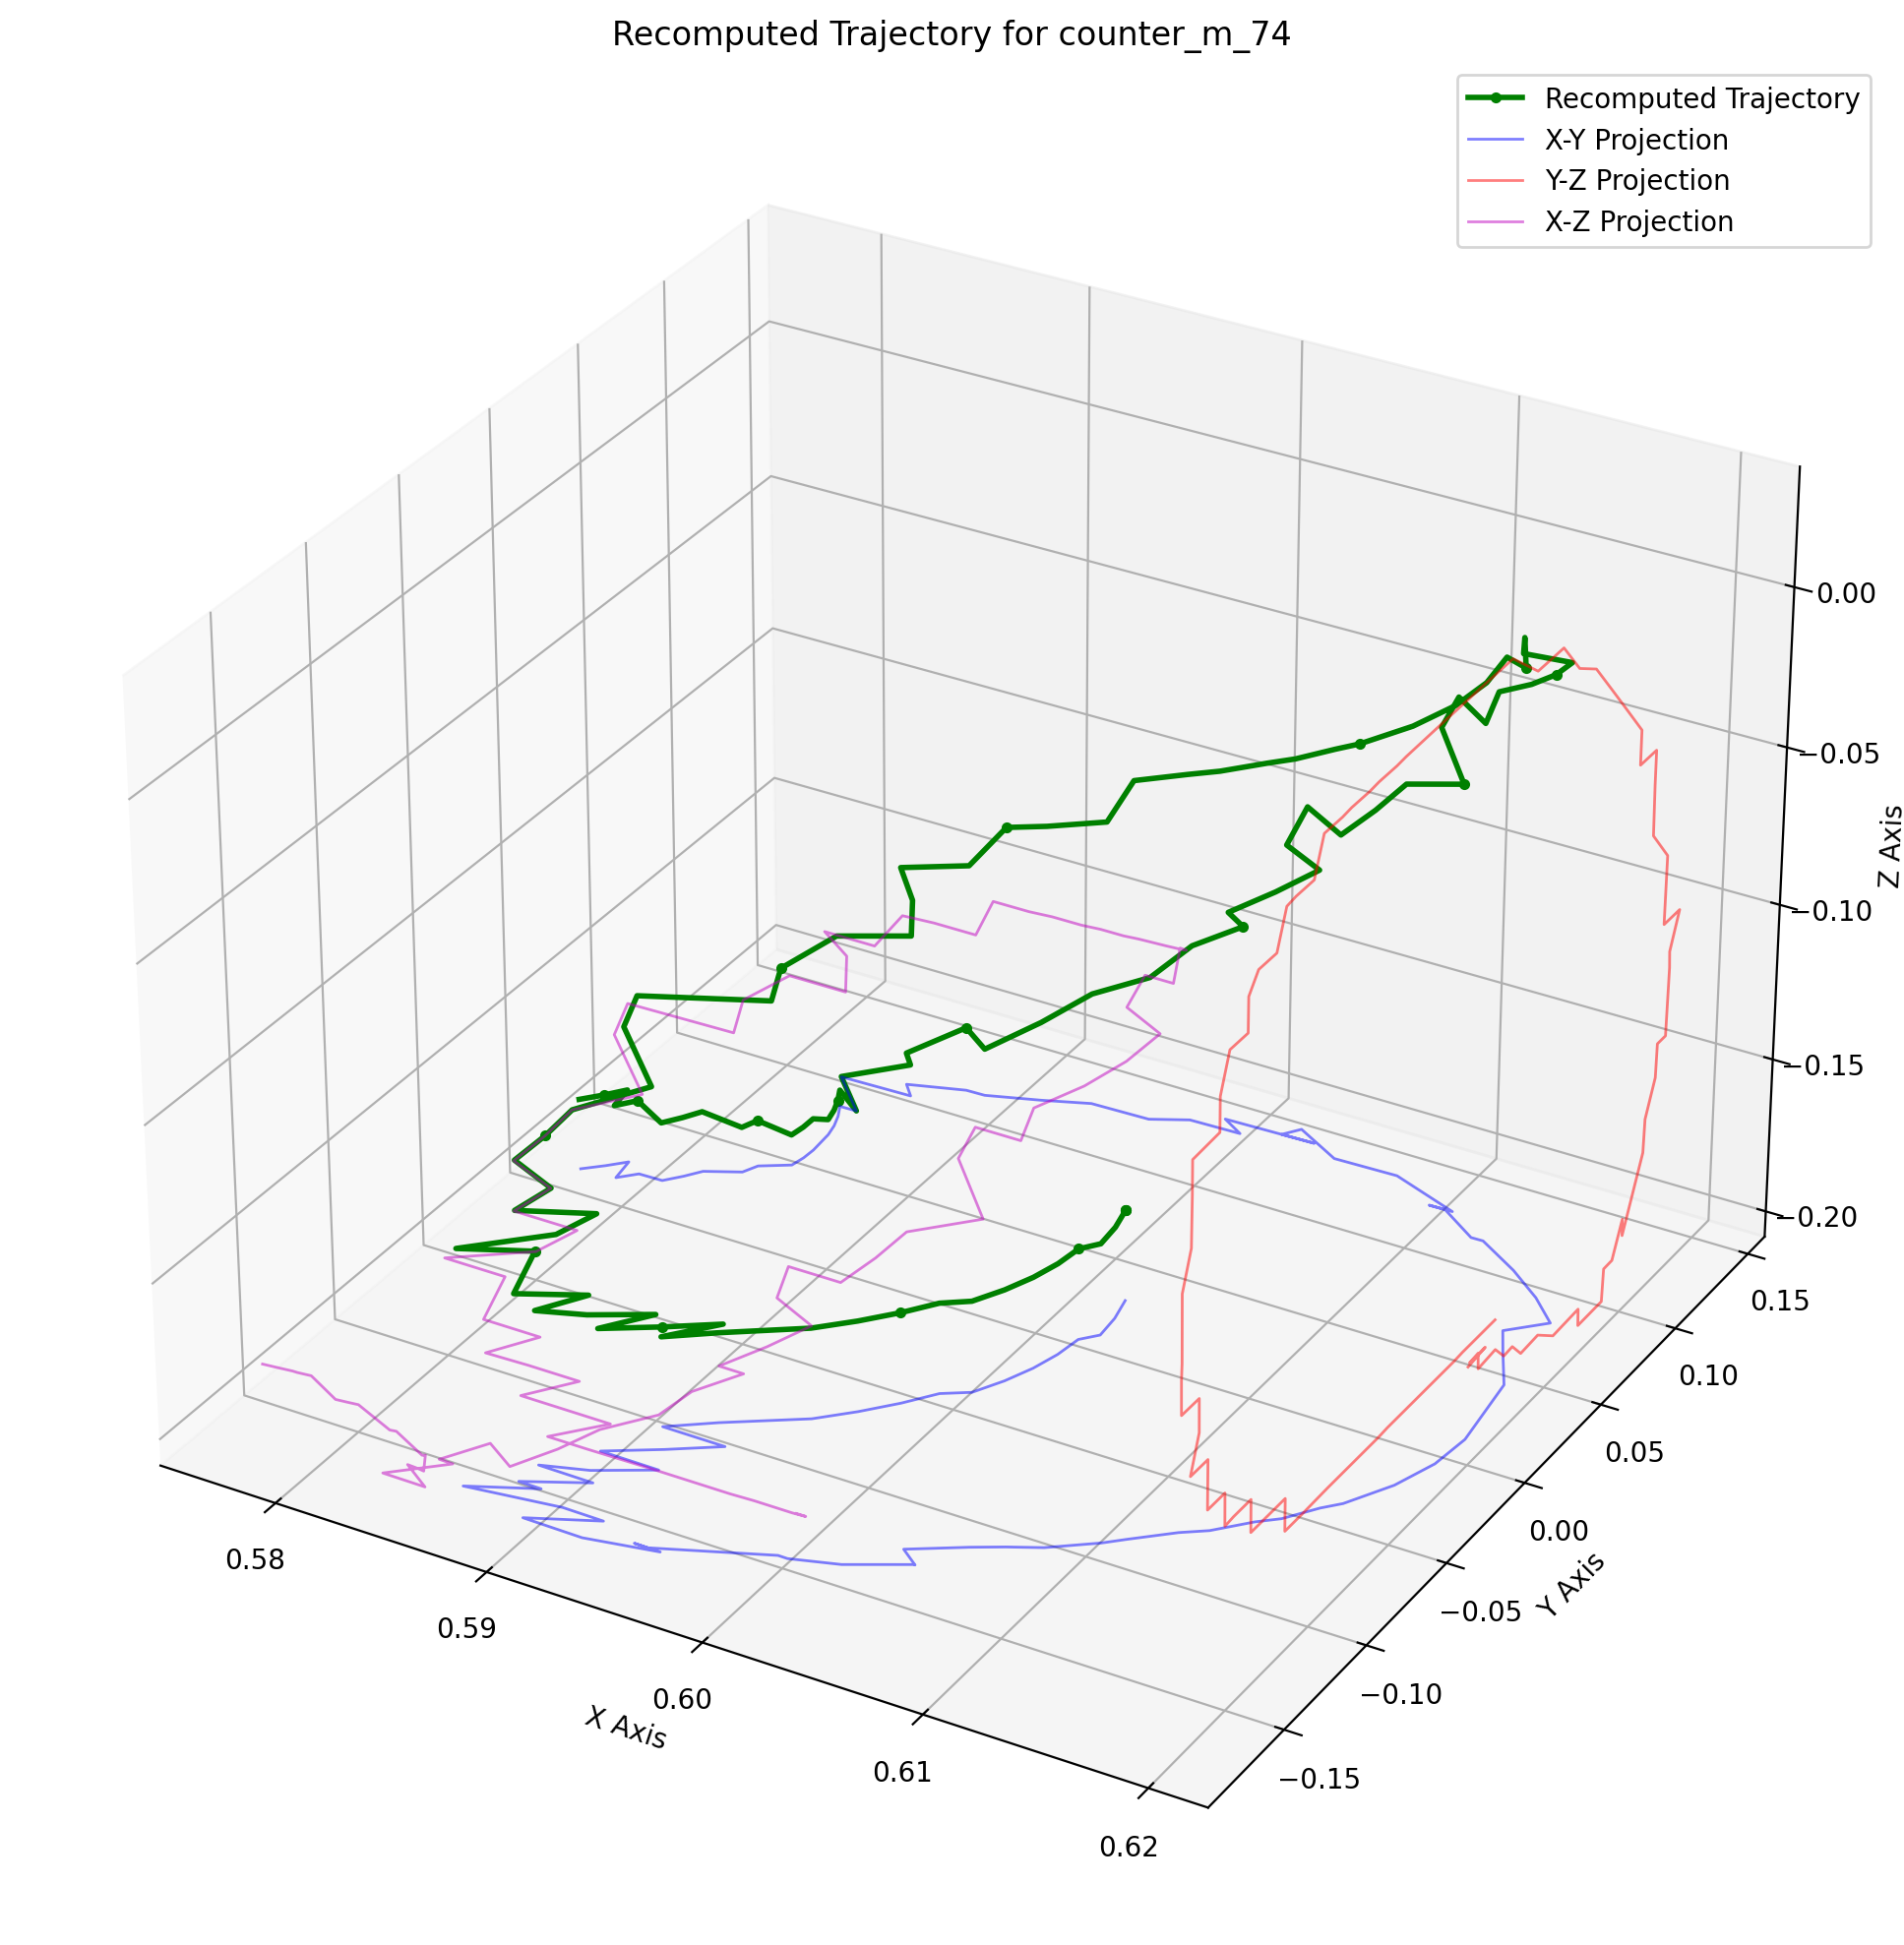 Recomputed Trajectory for counter_m_74
Recomputed Trajectory
X-Y Projection
Y-Z Projection
X-Z Projection
0.00
−0.05
−0.10
−0.15
−0.20
Z Axis
0.15
0.10
0.05
0.00
−0.05
−0.10
−0.15
Y Axis
0.58
0.59
0.60
0.61
0.62
X Axis